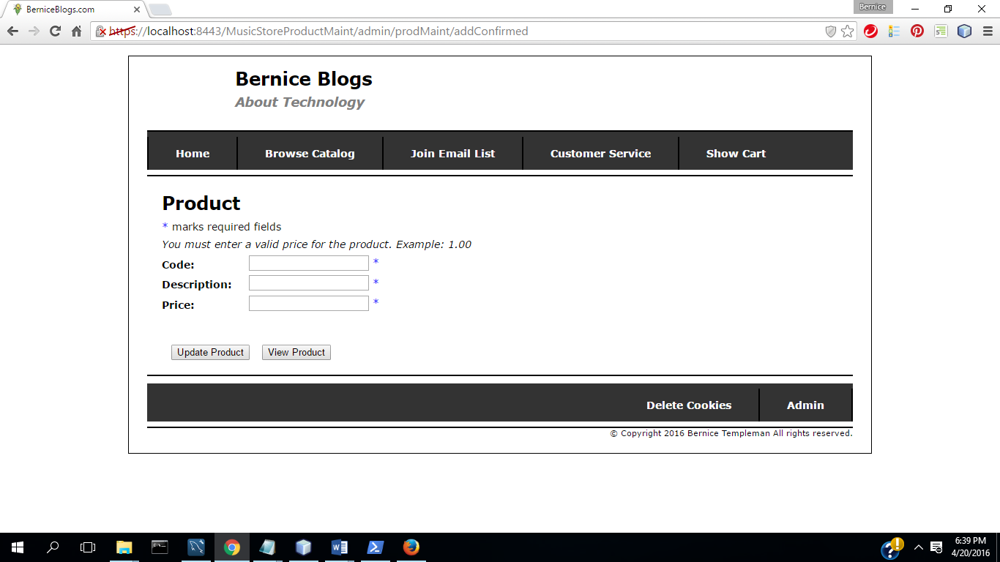 BerniceBlogs.com
Bernice
https://localhost:8443/MusicStoreProductMaint/admin/prodMaint/addConfirmed
Bernice Blogs
About Technology
Home Browse Catalog Join Email List Customer Service Show Cart
Product
* marks required fields
You must enter a valid price for the product. Example: 1.00
Code: *
Description: *
Price: *
Update Product View Product
Delete Cookies Admin
© Copyright 2016 Bernice Templeman All rights reserved.
6:39 PM
4/20/2016